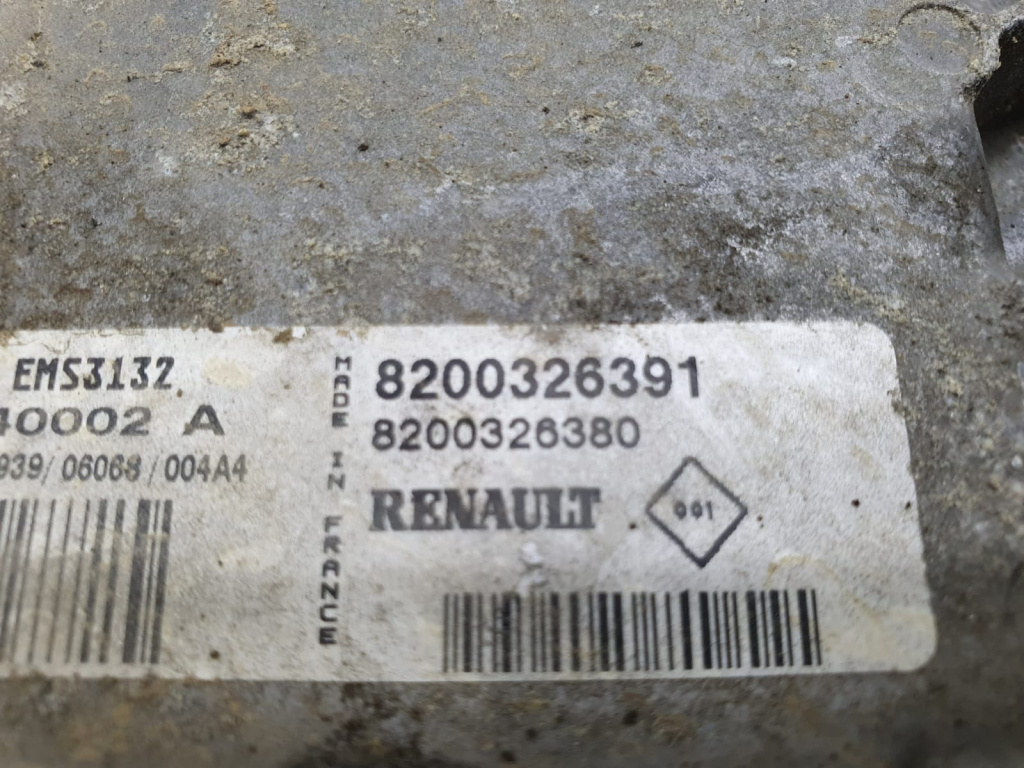 EMS3132
40002 A
939/06068/004A4
MADE IN FRANCE
8200326391
8200326380
RENAULT
001